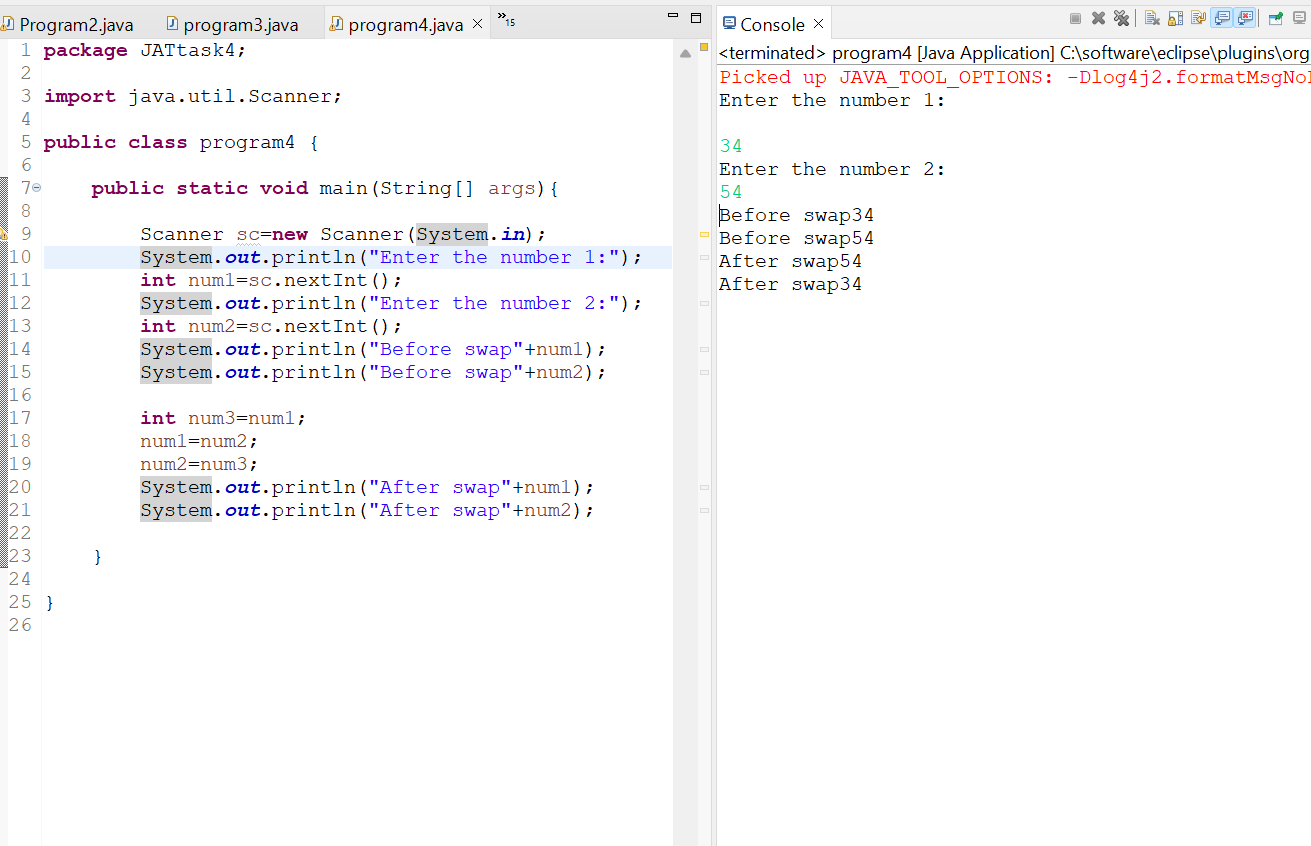 Program2.java program3.java program4.java »15
1 package JATtask4;
2
3 import java.util.Scanner;
4
5 public class program4 {
6
7 public static void main(String[] args){
8
9 Scanner sc=new Scanner(System.in);
10 System.out.println("Enter the number 1:");
11 int num1=sc.nextInt();
12 System.out.println("Enter the number 2:");
13 int num2=sc.nextInt();
14 System.out.println("Before swap"+num1);
15 System.out.println("Before swap"+num2);
16
17 int num3=num1;
18 num1=num2;
19 num2=num3;
20 System.out.println("After swap"+num1);
21 System.out.println("After swap"+num2);
22
23 }
24
25 }
26
Console
<terminated> program4 [Java Application] C:\software\eclipse\plugins\org
Picked up JAVA_TOOL_OPTIONS: -Dlog4j2.formatMsgNo
Enter the number 1:
34
Enter the number 2:
54
Before swap34
Before swap54
After swap54
After swap34